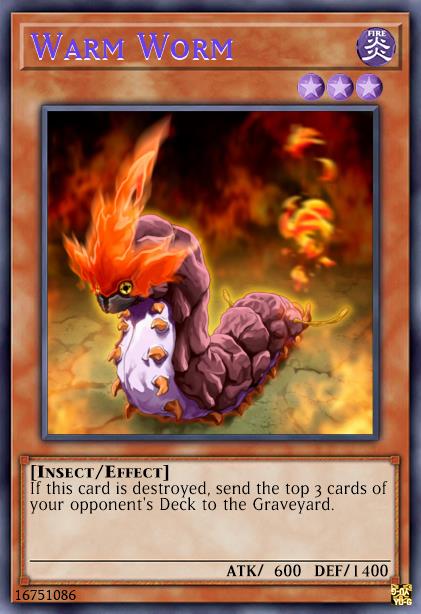 WARM WORM
FIRE
炎
[INSECT/EFFECT]
If this card is destroyed, send the top 3 cards of
your opponent's Deck to the Graveyard.
ATK/ 600 DEF/1400
16751086